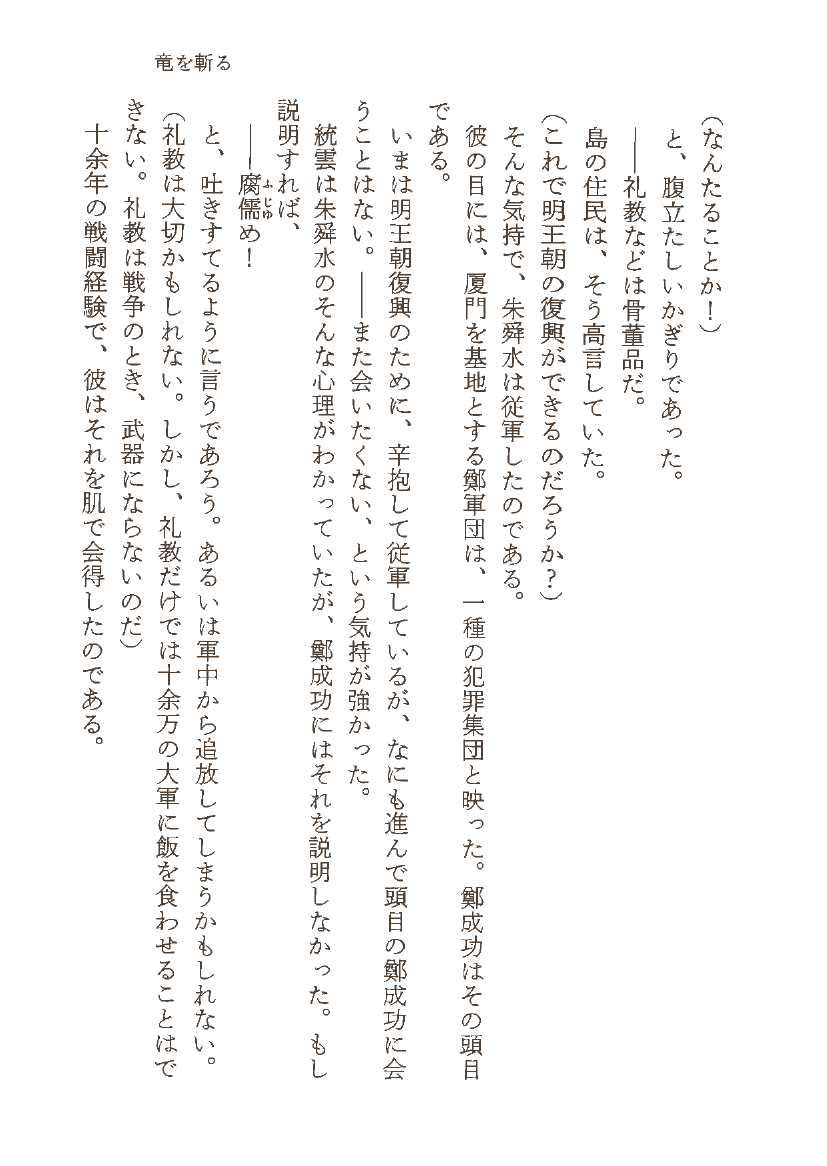 竜を斬る
（なんたることか！）
と、腹立たしいかぎりであった。
――礼教などは骨董品だ。
島の住民は、そう高言していた。
（これで明王朝の復興ができるのだろうか？）
そんな気持で、朱舜水は従軍したのである。
彼の目には、厦門を基地とする鄭軍団は、一種の犯罪集団と映った。鄭成功はその頭目
である。
いまは明王朝復興のために、辛抱して従軍しているが、なにも進んで頭目の鄭成功に会
うことはない。――また会いたくない、という気持が強かった。
統雲は朱舜水のそんな心理がわかっていたが、鄭成功にはそれを説明しなかった。もし
説明すれば、
――腐儒め！
ふじゅ
と、吐きすてるように言うであろう。あるいは軍中から追放してしまうかもしれない。
（礼教は大切かもしれない。しかし、礼教だけでは十余万の大軍に飯を食わせることはで
きない。礼教は戦争のとき、武器にならないのだ）
十余年の戦闘経験で、彼はそれを肌で会得したのである。